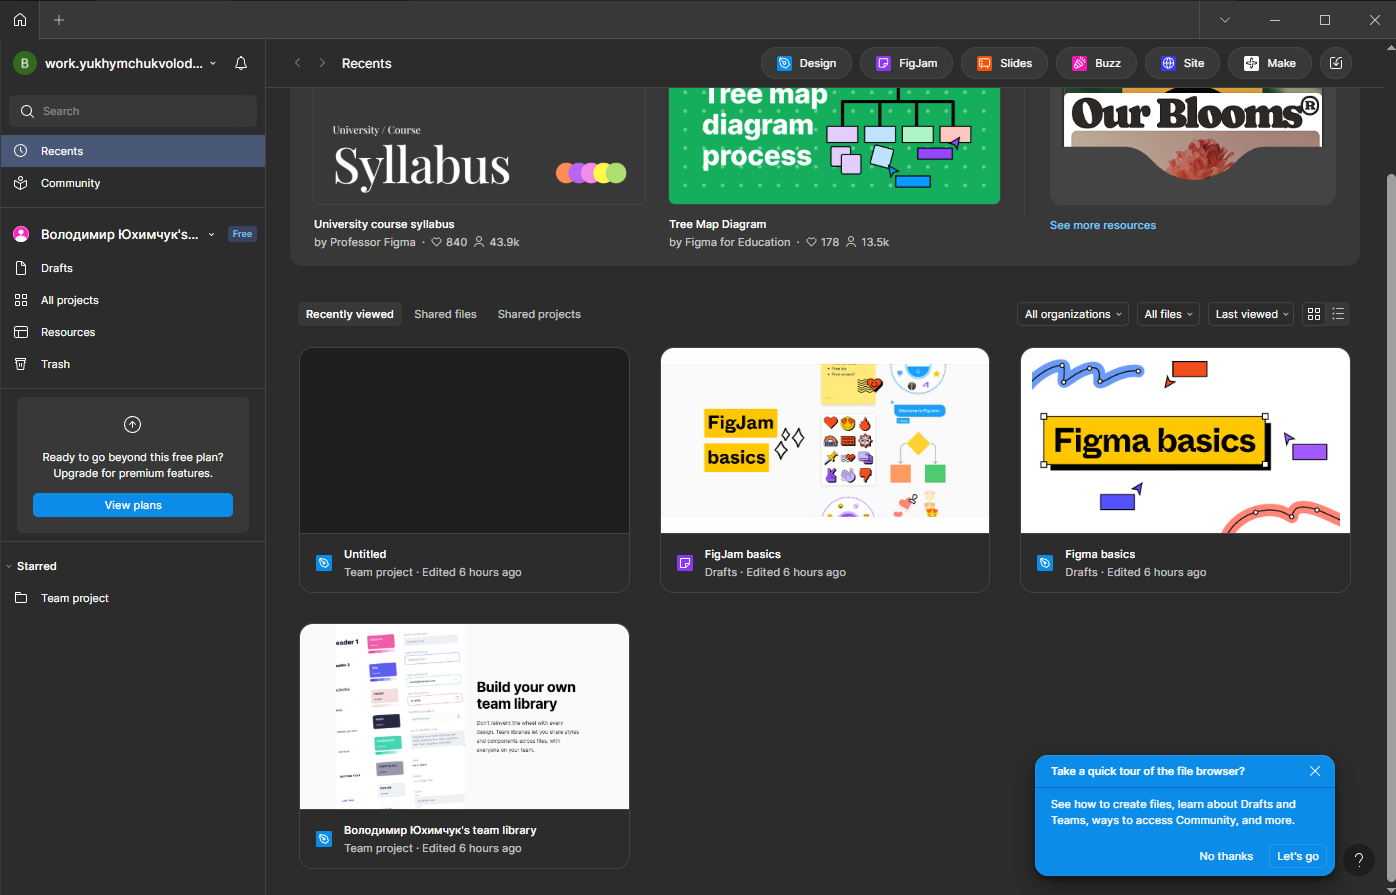 B work.yukhymchukvolod...
Recents
Design
FigJam
Slides
Buzz
Site
Make
Search
Recents
Community
Володимир Юхимчук's...
Free
Drafts
All projects
Resources
Trash
Ready to go beyond this free plan?
Upgrade for premium features.
View plans
Starred
Team project
University / Course
Syllabus
University course syllabus
by Professor Figma · 840 43.9k
Tree map
diagram
process
Tree Map Diagram
by Figma for Education · 178 13.5k
Our Blooms®
See more resources
Recently viewed
Shared files
Shared projects
All organizations
All files
Last viewed
Untitled
Team project · Edited 6 hours ago
FigJam
basics
Welcome to FigJam
FigJam basics
Drafts · Edited 6 hours ago
Figma basics
Figma basics
Drafts · Edited 6 hours ago
eader 1
Build your own
team library
Don't reinvent the wheel with every
design. Team libraries let you share styles
and components across files, with
everyone on your team.
Володимир Юхимчук's team library
Team project · Edited 6 hours ago
Take a quick tour of the file browser?
See how to create files, learn about Drafts and
Teams, ways to access Community, and more.
No thanks
Let's go
?